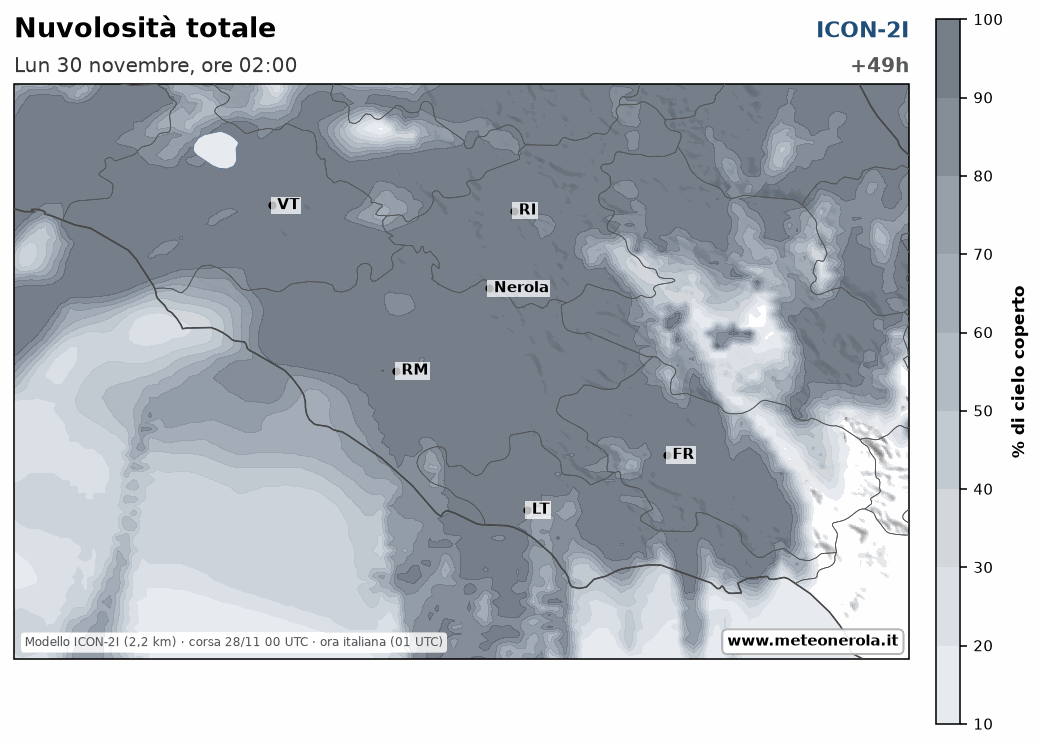 Nuvolosità totale
ICON-2I
Lun 30 novembre, ore 02:00
+49h
100
90
80
70
60
50
40
30
20
10
% di cielo coperto
VT
RI
Nerola
RM
FR
LT
Modello ICON-2I (2,2 km) · corsa 28/11 00 UTC · ora italiana (01 UTC)
www.meteonerola.it